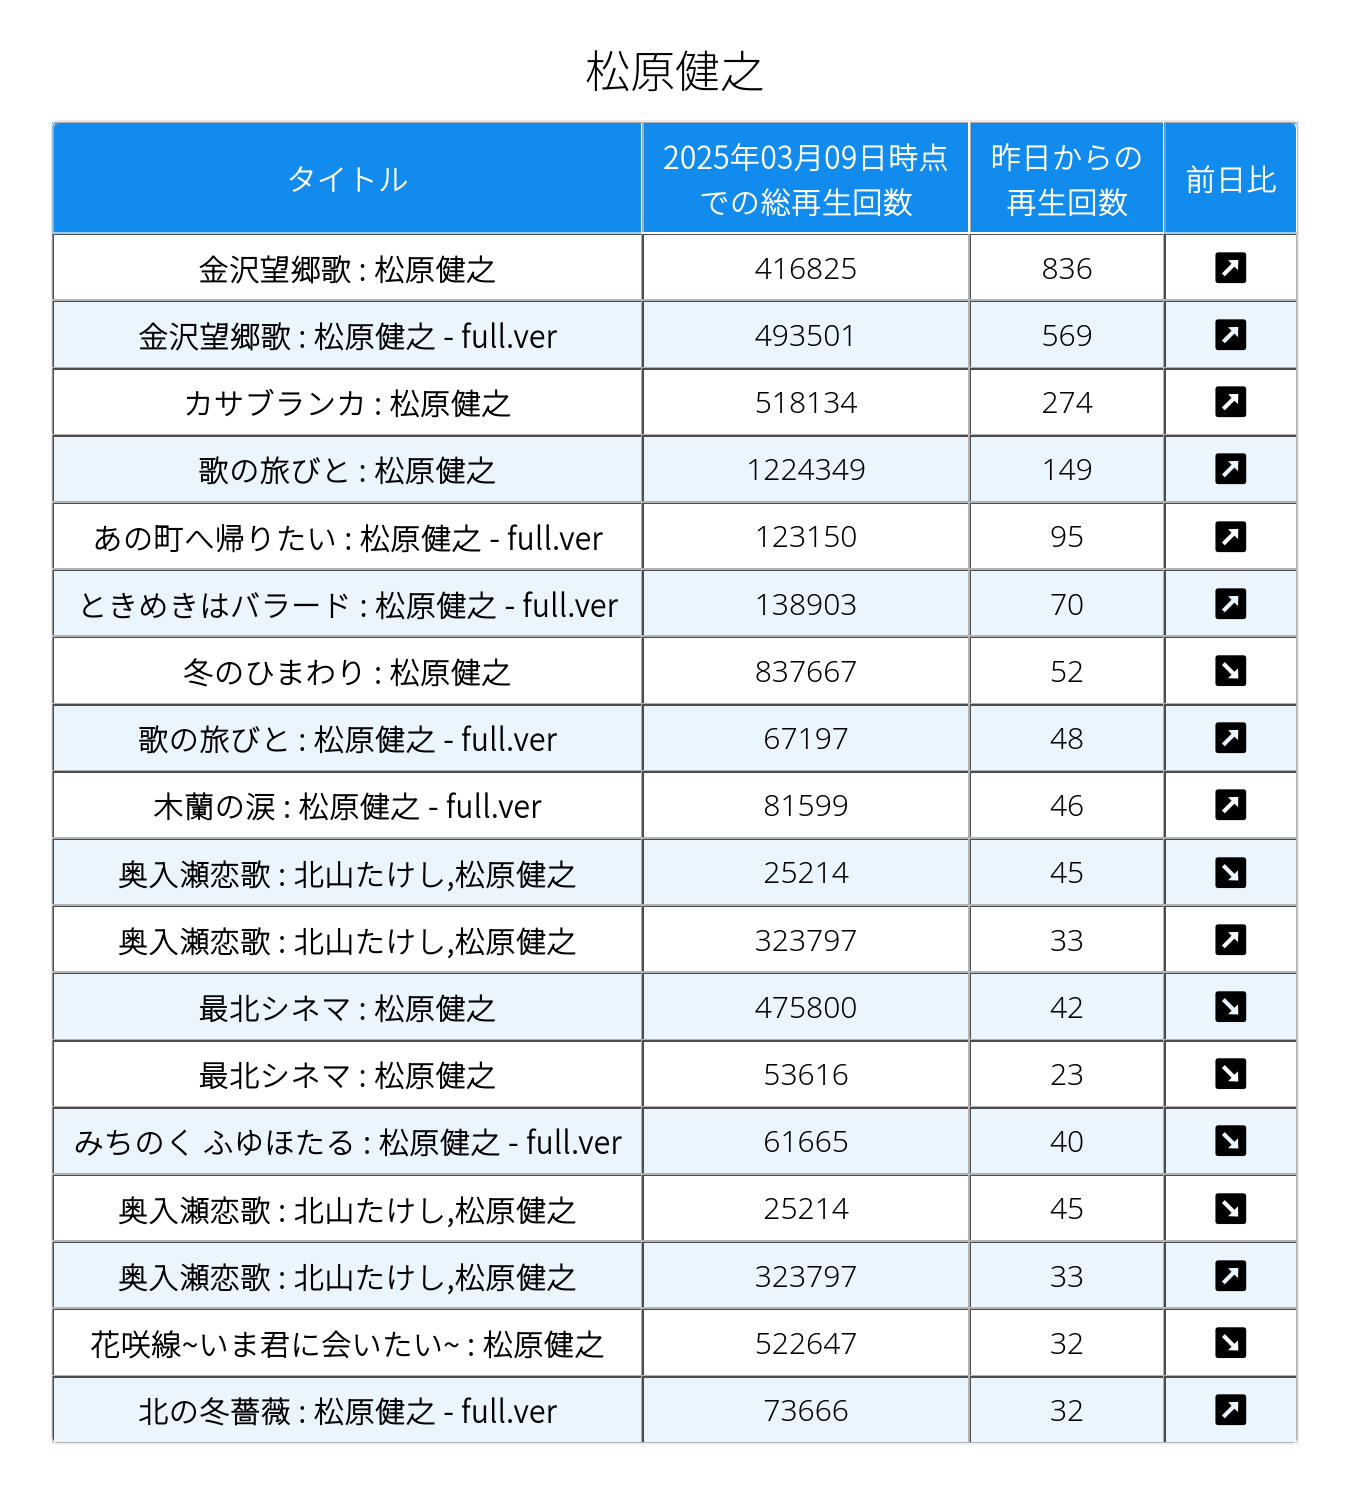 松原健之
タイトル 2025年03月09日時点 での総再生回数 昨日からの 再生回数 前日比
金沢望郷歌 : 松原健之 416825 836
金沢望郷歌 : 松原健之 - full.ver 493501 569
カサブランカ : 松原健之 518134 274
歌の旅びと : 松原健之 1224349 149
あの町へ帰りたい : 松原健之 - full.ver 123150 95
ときめきはバラード : 松原健之 - full.ver 138903 70
冬のひまわり : 松原健之 837667 52
歌の旅びと : 松原健之 - full.ver 67197 48
木蘭の涙 : 松原健之 - full.ver 81599 46
奥入瀬恋歌 : 北山たけし,松原健之 25214 45
奥入瀬恋歌 : 北山たけし,松原健之 323797 33
最北シネマ : 松原健之 475800 42
最北シネマ : 松原健之 53616 23
みちのく ふゆほたる : 松原健之 - full.ver 61665 40
奥入瀬恋歌 : 北山たけし,松原健之 25214 45
奥入瀬恋歌 : 北山たけし,松原健之 323797 33
花咲線~いま君に会いたい~ : 松原健之 522647 32
北の冬薔薇 : 松原健之 - full.ver 73666 32